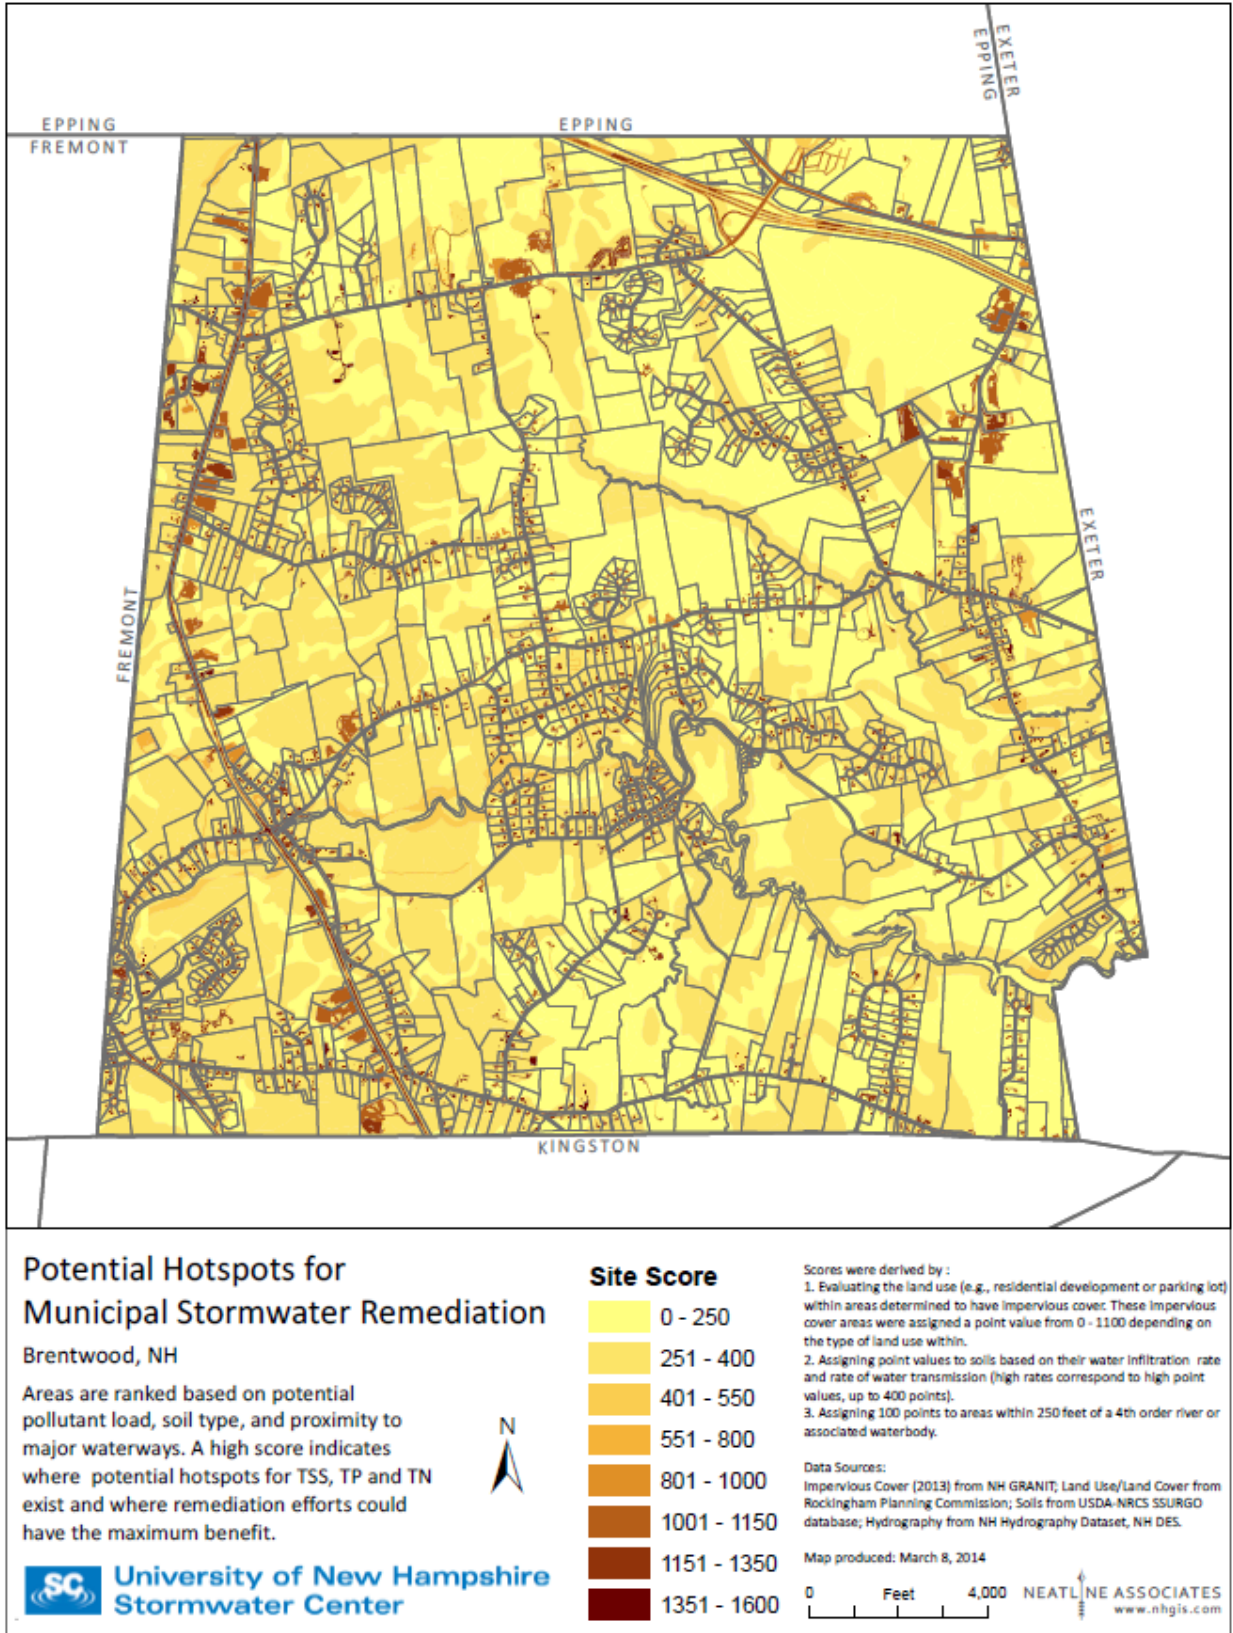 EXETER
EPPING
EPPING
FREMONT
EPPING
EXETER
FREMONT
KINGSTON
Potential Hotspots for
Municipal Stormwater Remediation
Brentwood, NH
Areas are ranked based on potential
pollutant load, soil type, and proximity to
major waterways. A high score indicates
where potential hotspots for TSS, TP and TN
exist and where remediation efforts could
have the maximum benefit.
N
SC
University of New Hampshire
Stormwater Center
Site Score
0 - 250
251 - 400
401 - 550
551 - 800
801 - 1000
1001 - 1150
1151 - 1350
1351 - 1600
Scores were derived by :
1. Evaluating the land use (e.g., residential development or parking lot)
within areas determined to have impervious cover. These impervious
cover areas were assigned a point value from 0 - 1100 depending on
the type of land use within.
2. Assigning point values to soils based on their water infiltration rate
and rate of water transmission (high rates correspond to high point
values, up to 400 points).
3. Assigning 100 points to areas within 250 feet of a 4th order river or
associated waterbody.
Data Sources:
Impervious Cover (2013) from NH GRANIT; Land Use/Land Cover from
Rockingham Planning Commission; Soils from USDA-NRCS SSURGO
database; Hydrography from NH Hydrography Dataset, NH DES.
Map produced: March 8, 2014
0 Feet 4,000
NEATLINE ASSOCIATES
www.nhgis.com